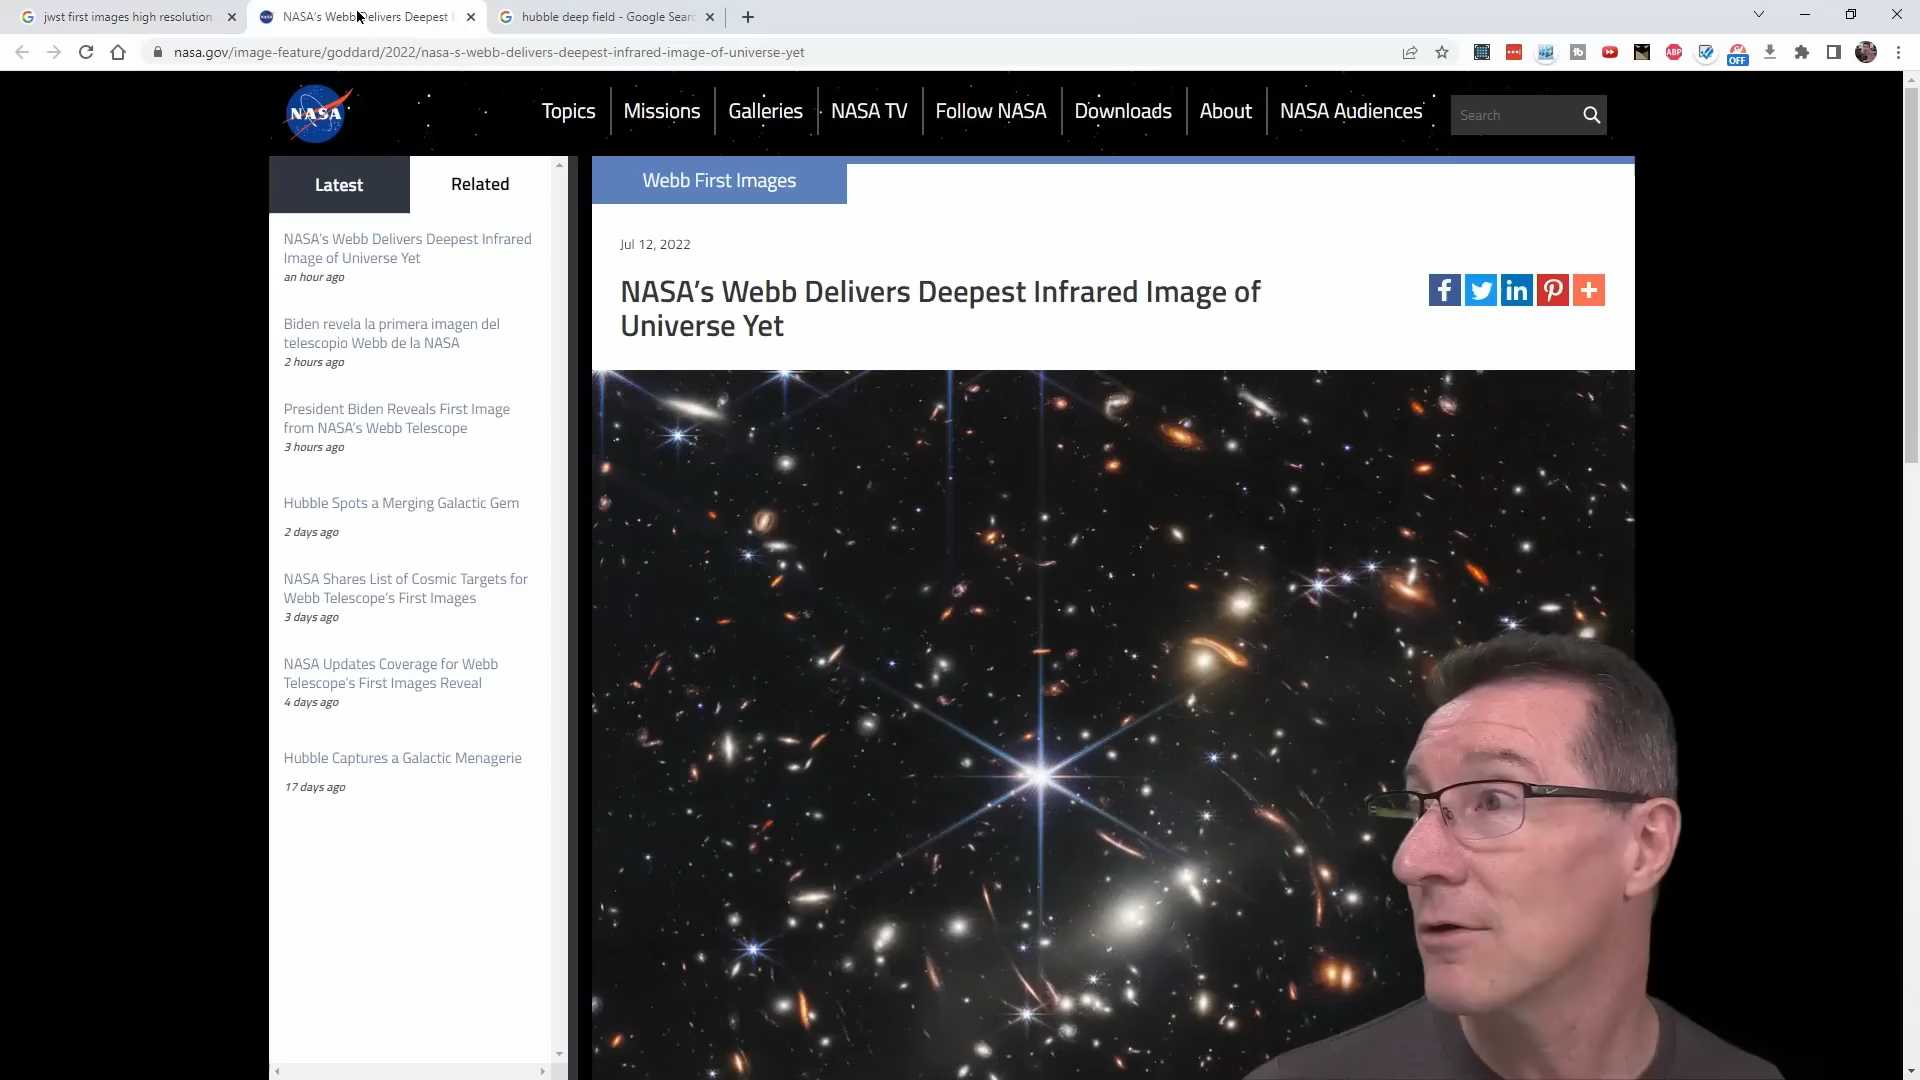 jwst first images high resolution
NASA's Webb Delivers Deepest I
hubble deep field - Google Sear
nasa.gov/image-feature/goddard/2022/nasa-s-webb-delivers-deepest-infrared-image-of-universe-yet
ABP
OFF
NASA
Topics
Missions
Galleries
NASA TV
Follow NASA
Downloads
About
NASA Audiences
Search
Latest
Related
NASA's Webb Delivers Deepest Infrared
Image of Universe Yet
an hour ago
Biden revela la primera imagen del
telescopio Webb de la NASA
2 hours ago
President Biden Reveals First Image
from NASA's Webb Telescope
3 hours ago
Hubble Spots a Merging Galactic Gem
2 days ago
NASA Shares List of Cosmic Targets for
Webb Telescope's First Images
3 days ago
NASA Updates Coverage for Webb
Telescope's First Images Reveal
4 days ago
Hubble Captures a Galactic Menagerie
17 days ago
Webb First Images
Jul 12, 2022
NASA's Webb Delivers Deepest Infrared Image of
Universe Yet